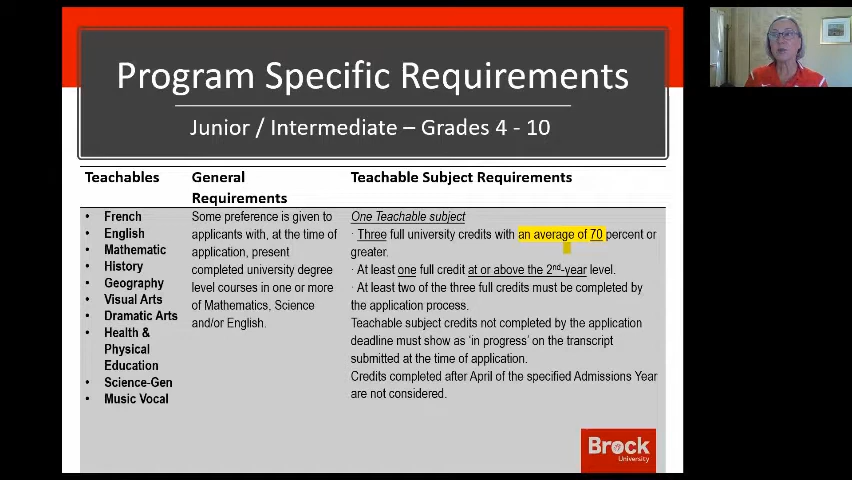 Program Specific Requirements
Junior / Intermediate – Grades 4 - 10
Teachables
General
Requirements
Teachable Subject Requirements
• French
• English
• Mathematic
• History
• Geography
• Visual Arts
• Dramatic Arts
• Health &
Physical
Education
• Science-Gen
• Music Vocal
Some preference is given to
applicants with, at the time of
application, present
completed university degree
level courses in one or more
of Mathematics, Science
and/or English.
One Teachable subject
· Three full university credits with an average of 70 percent or
greater.
· At least one full credit at or above the 2nd-year level.
· At least two of the three full credits must be completed by
the application process.
Teachable subject credits not completed by the application
deadline must show as ‘in progress’ on the transcript
submitted at the time of application.
Credits completed after April of the specified Admissions Year
are not considered.
Brock
University